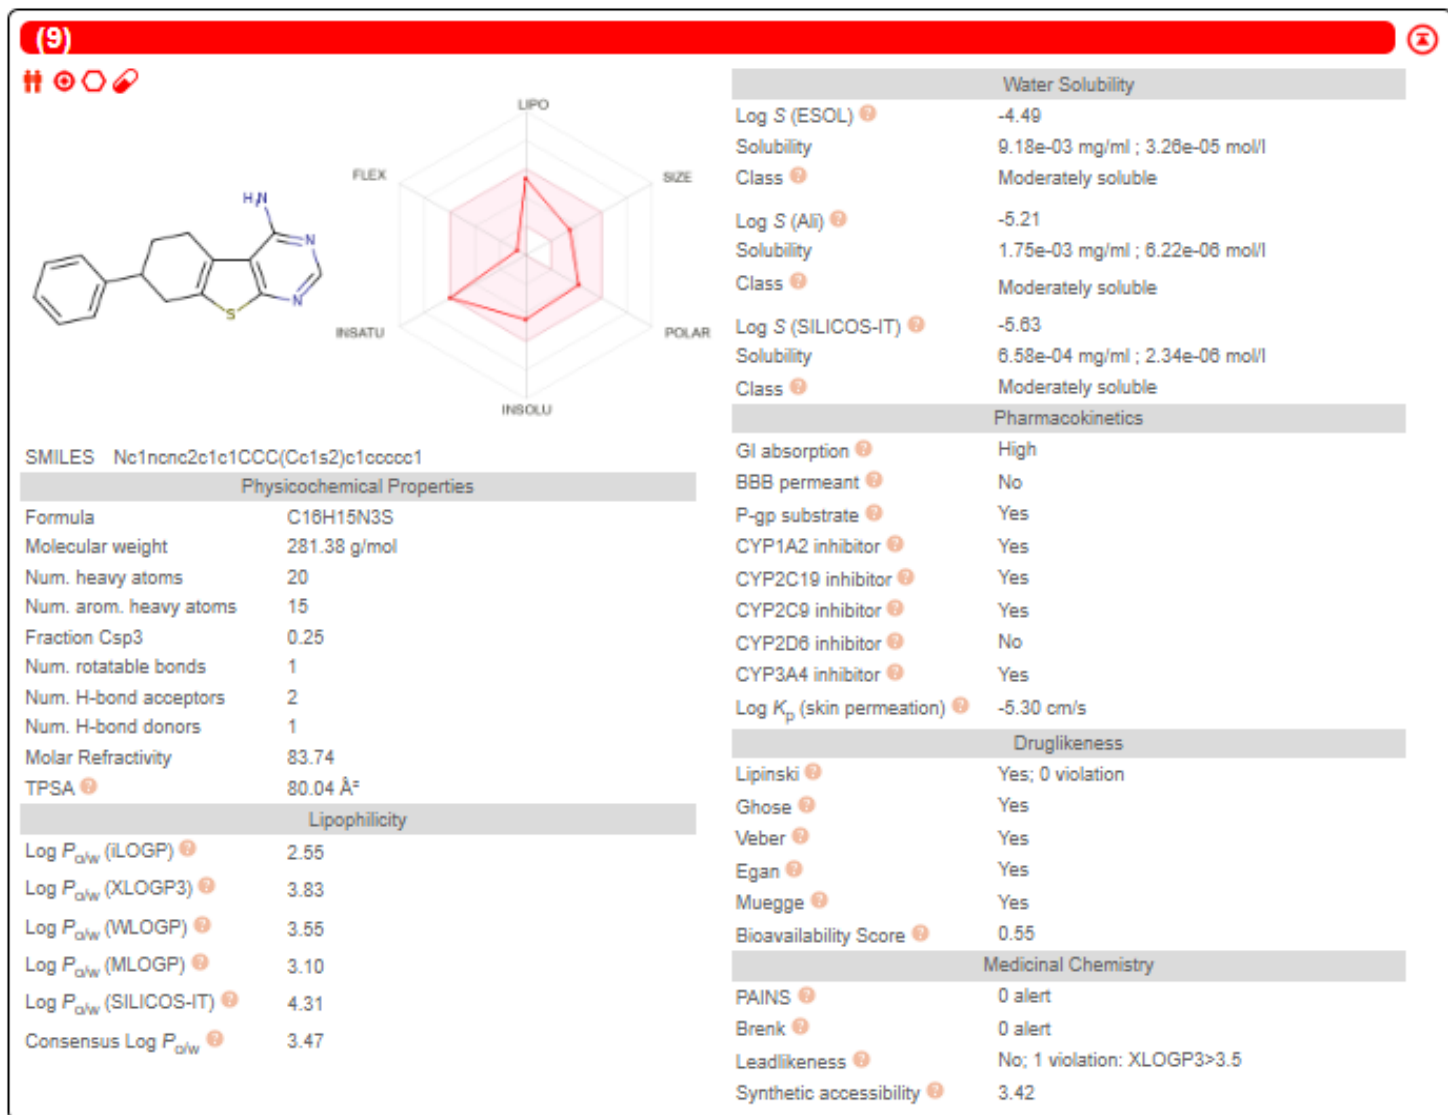 (9)
LIPO
FLEX
SIZE
H₂N
N
N
S
INSATU
POLAR
INSOLU
SMILES Nc1ncnc2c1c1CCC(Cc1s2)c1ccccc1
Physicochemical Properties
Formula C16H15N3S
Molecular weight 281.38 g/mol
Num. heavy atoms 20
Num. arom. heavy atoms 15
Fraction Csp3 0.25
Num. rotatable bonds 1
Num. H-bond acceptors 2
Num. H-bond donors 1
Molar Refractivity 83.74
TPSA ? 80.04 Å²
Lipophilicity
Log Po/w (iLOGP) ? 2.55
Log Po/w (XLOGP3) ? 3.83
Log Po/w (WLOGP) ? 3.55
Log Po/w (MLOGP) ? 3.10
Log Po/w (SILICOS-IT) ? 4.31
Consensus Log Po/w ? 3.47
Water Solubility
Log S (ESOL) ? -4.49
Solubility 9.18e-03 mg/ml ; 3.26e-05 mol/l
Class ? Moderately soluble
Log S (Ali) ? -5.21
Solubility 1.75e-03 mg/ml ; 6.22e-06 mol/l
Class ? Moderately soluble
Log S (SILICOS-IT) ? -5.63
Solubility 6.58e-04 mg/ml ; 2.34e-06 mol/l
Class ? Moderately soluble
Pharmacokinetics
GI absorption ? High
BBB permeant ? No
P-gp substrate ? Yes
CYP1A2 inhibitor ? Yes
CYP2C19 inhibitor ? Yes
CYP2C9 inhibitor ? Yes
CYP2D6 inhibitor ? No
CYP3A4 inhibitor ? Yes
Log Kp (skin permeation) ? -5.30 cm/s
Druglikeness
Lipinski ? Yes; 0 violation
Ghose ? Yes
Veber ? Yes
Egan ? Yes
Muegge ? Yes
Bioavailability Score ? 0.55
Medicinal Chemistry
PAINS ? 0 alert
Brenk ? 0 alert
Leadlikeness ? No; 1 violation: XLOGP3>3.5
Synthetic accessibility ? 3.42